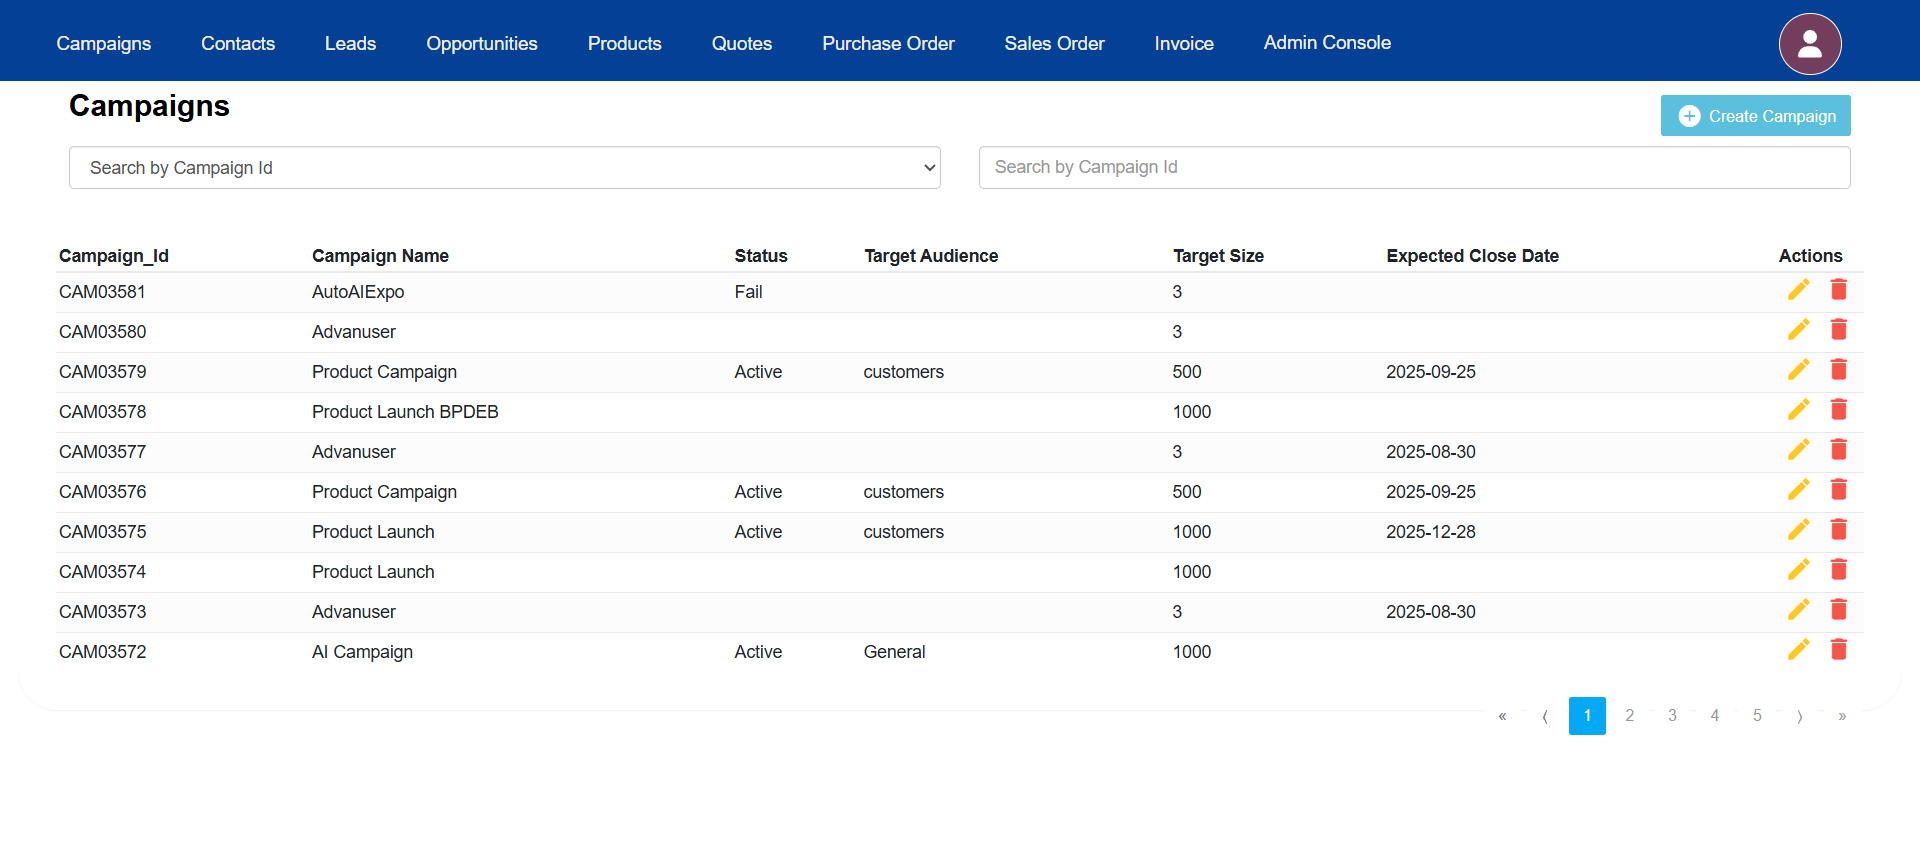 Campaigns Contacts Leads Opportunities Products Quotes Purchase Order Sales Order Invoice Admin Console
Campaigns
Create Campaign
Search by Campaign Id Search by Campaign Id
Campaign_Id Campaign Name Status Target Audience Target Size Expected Close Date Actions
CAM03581 AutoAIExpo Fail 3
CAM03580 Advanuser 3
CAM03579 Product Campaign Active customers 500 2025-09-25
CAM03578 Product Launch BPDEB 1000
CAM03577 Advanuser 3 2025-08-30
CAM03576 Product Campaign Active customers 500 2025-09-25
CAM03575 Product Launch Active customers 1000 2025-12-28
CAM03574 Product Launch 1000
CAM03573 Advanuser 3 2025-08-30
CAM03572 AI Campaign Active General 1000
« ⟨ 1 2 3 4 5 ⟩ »